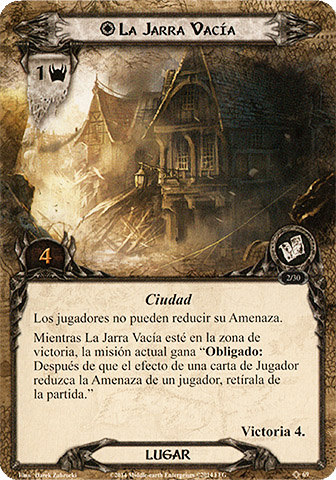 La Jarra Vacía
1
4
2/30
Ciudad
Los jugadores no pueden reducir su Amenaza.
Mientras La Jarra Vacía esté en la zona de
victoria, la misión actual gana “Obligado:
Después de que el efecto de una carta de Jugador
reduzca la Amenaza de un jugador, retírala de
la partida.”
Victoria 4.
LUGAR
©2014 Middle-earth Enterprises ©2014 FFG
69